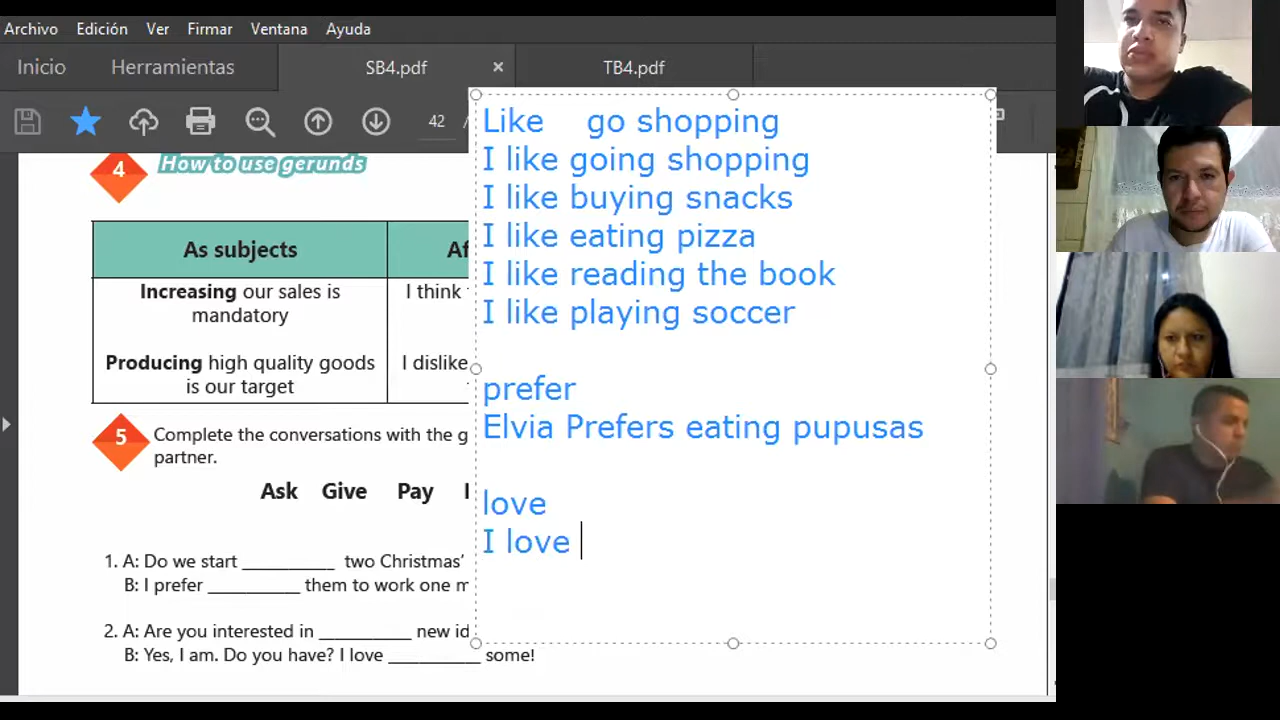 Archivo Edición Ver Firmar Ventana Ayuda
Inicio Herramientas SB4.pdf × TB4.pdf
42 /
4 How to use gerunds
As subjects
Increasing our sales is
mandatory
Producing high quality goods
is our target
Af
I think
I dislike
5 Complete the conversations with the g
partner.
Ask Give Pay
1. A: Do we start __________ two Christmas'
B: I prefer __________ them to work one m
2. A: Are you interested in __________ new id
B: Yes, I am. Do you have? I love __________ some!
Like go shopping
I like going shopping
I like buying snacks
I like eating pizza
I like reading the book
I like playing soccer
prefer
Elvia Prefers eating pupusas
love
I love